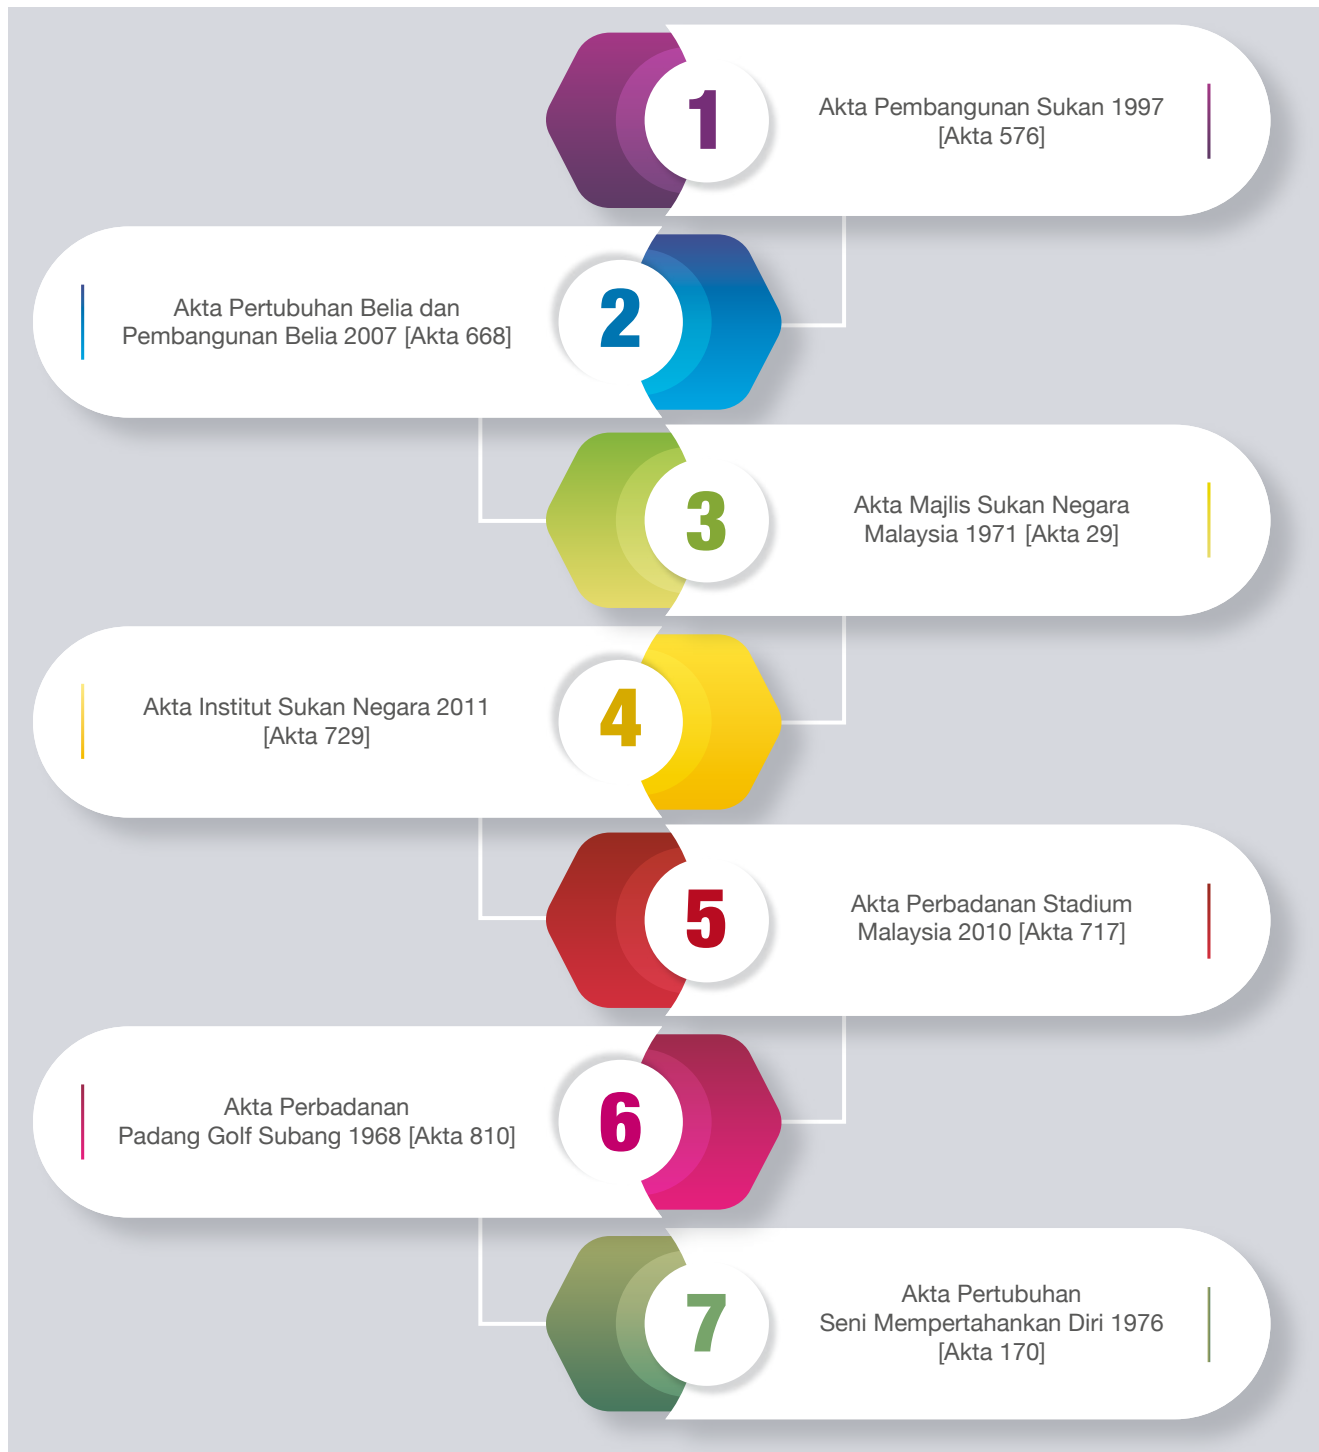 1
Akta Pembangunan Sukan 1997
[Akta 576]
2
Akta Pertubuhan Belia dan
Pembangunan Belia 2007 [Akta 668]
3
Akta Majlis Sukan Negara
Malaysia 1971 [Akta 29]
4
Akta Institut Sukan Negara 2011
[Akta 729]
5
Akta Perbadanan Stadium
Malaysia 2010 [Akta 717]
6
Akta Perbadanan
Padang Golf Subang 1968 [Akta 810]
7
Akta Pertubuhan
Seni Mempertahankan Diri 1976
[Akta 170]